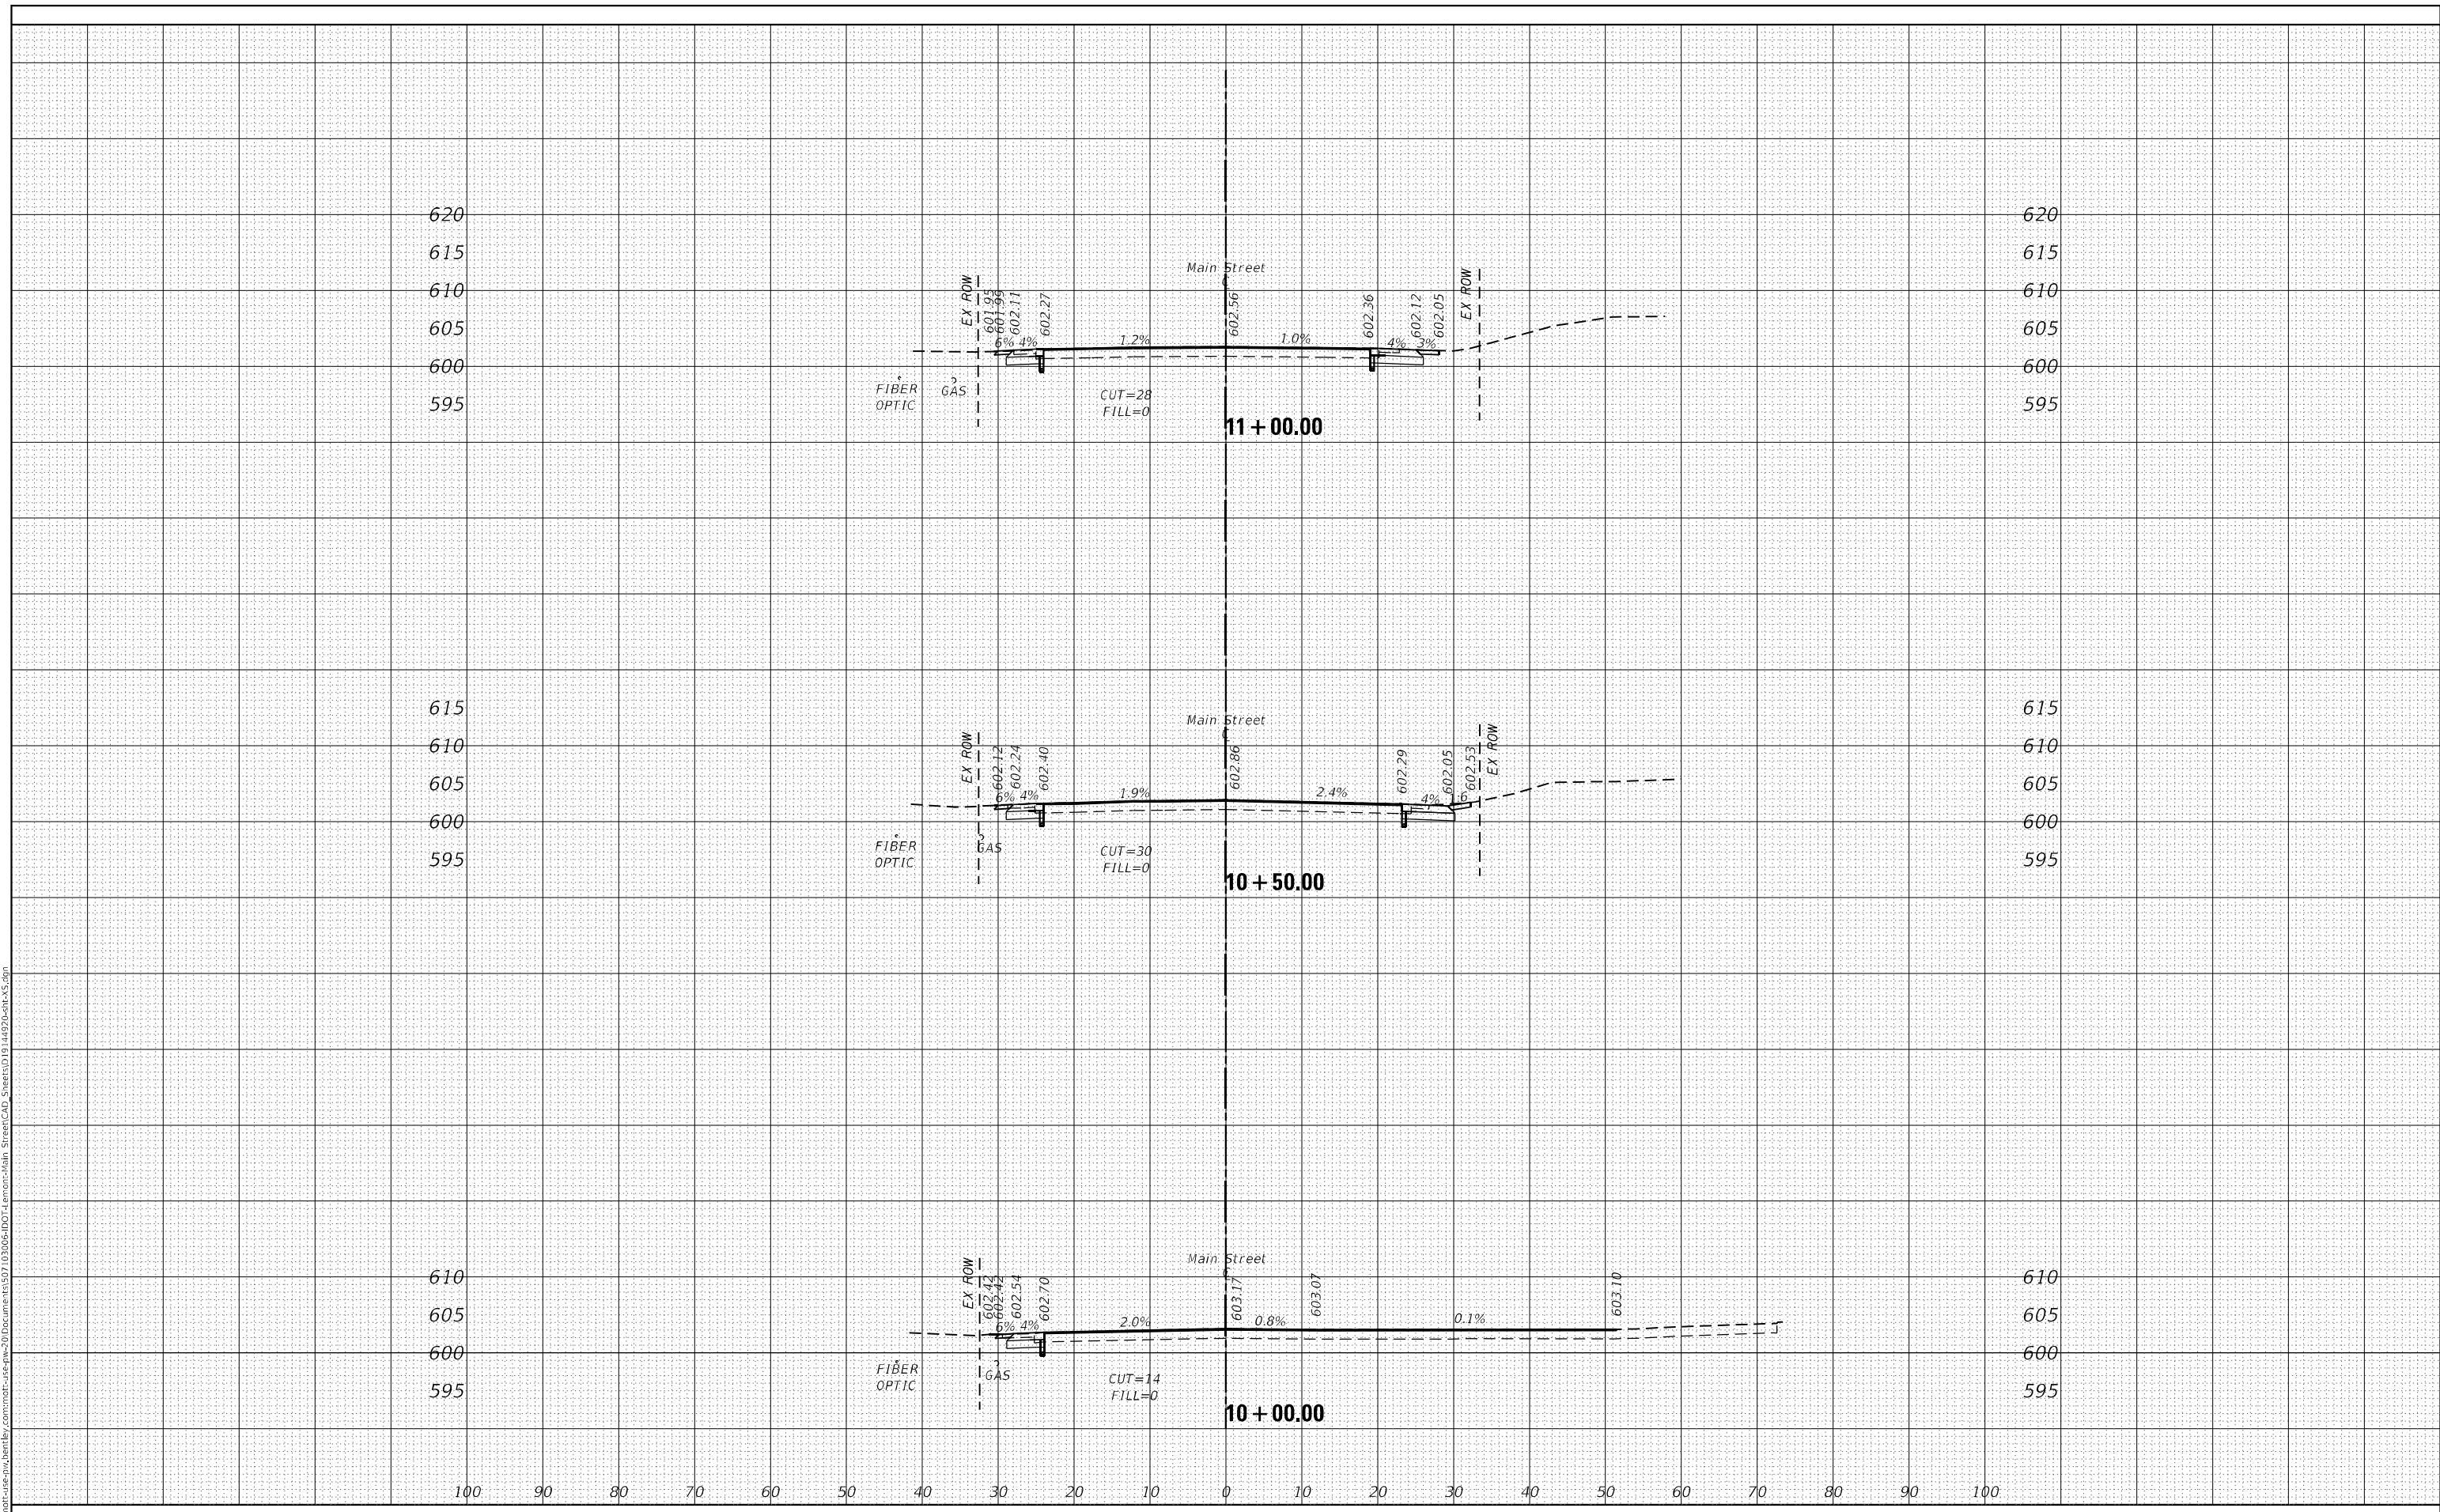 620 620
615 615
610 610
605 605
600 600
595 595
Main Street
EX ROW
601.95
601.99
602.11
602.27
602.56
602.36
602.12
602.05
EX ROW
6% 4% 1.2% 1.0% 4% 3%
FIBER
OPTIC
GAS
CUT=28
FILL=0
11+00.00
615 615
610 610
605 605
600 600
595 595
Main Street
EX ROW
602.12
602.24
602.40
602.86
602.29
602.05
602.53
EX ROW
6% 4% 1.9% 2.4% 4% 1:6
FIBER
OPTIC
GAS
CUT=30
FILL=0
10+50.00
610 610
605 605
600 600
595 595
Main Street
EX ROW
602.42
602.42
602.54
602.70
603.17
603.07
603.10
6% 4% 2.0% 0.8% 0.1%
FIBER
OPTIC
GAS
CUT=14
FILL=0
10+00.00
100 90 80 70 60 50 40 30 20 10 0 10 20 30 40 50 60 70 80 90 100